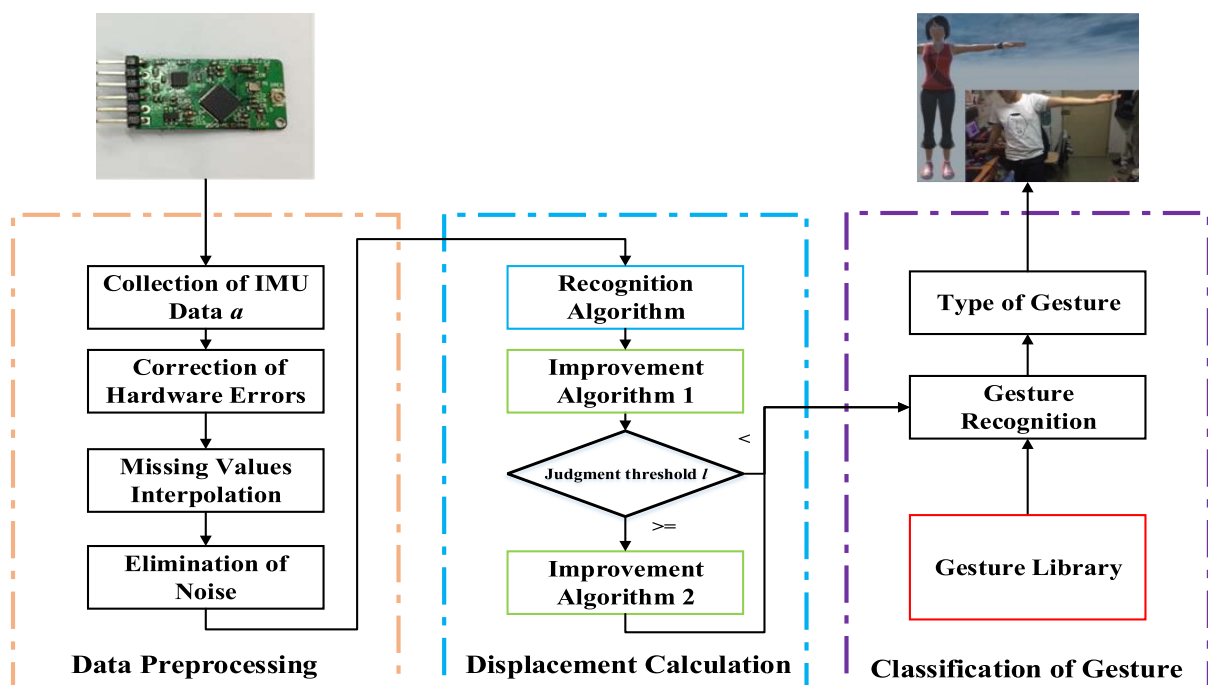 Collection of IMU
Data a
Correction of
Hardware Errors
Missing Values
Interpolation
Elimination of
Noise
Data Preprocessing
Recognition
Algorithm
Improvement
Algorithm 1
<
Judgment threshold l
>=
Improvement
Algorithm 2
Displacement Calculation
Type of Gesture
Gesture
Recognition
Gesture Library
Classification of Gesture